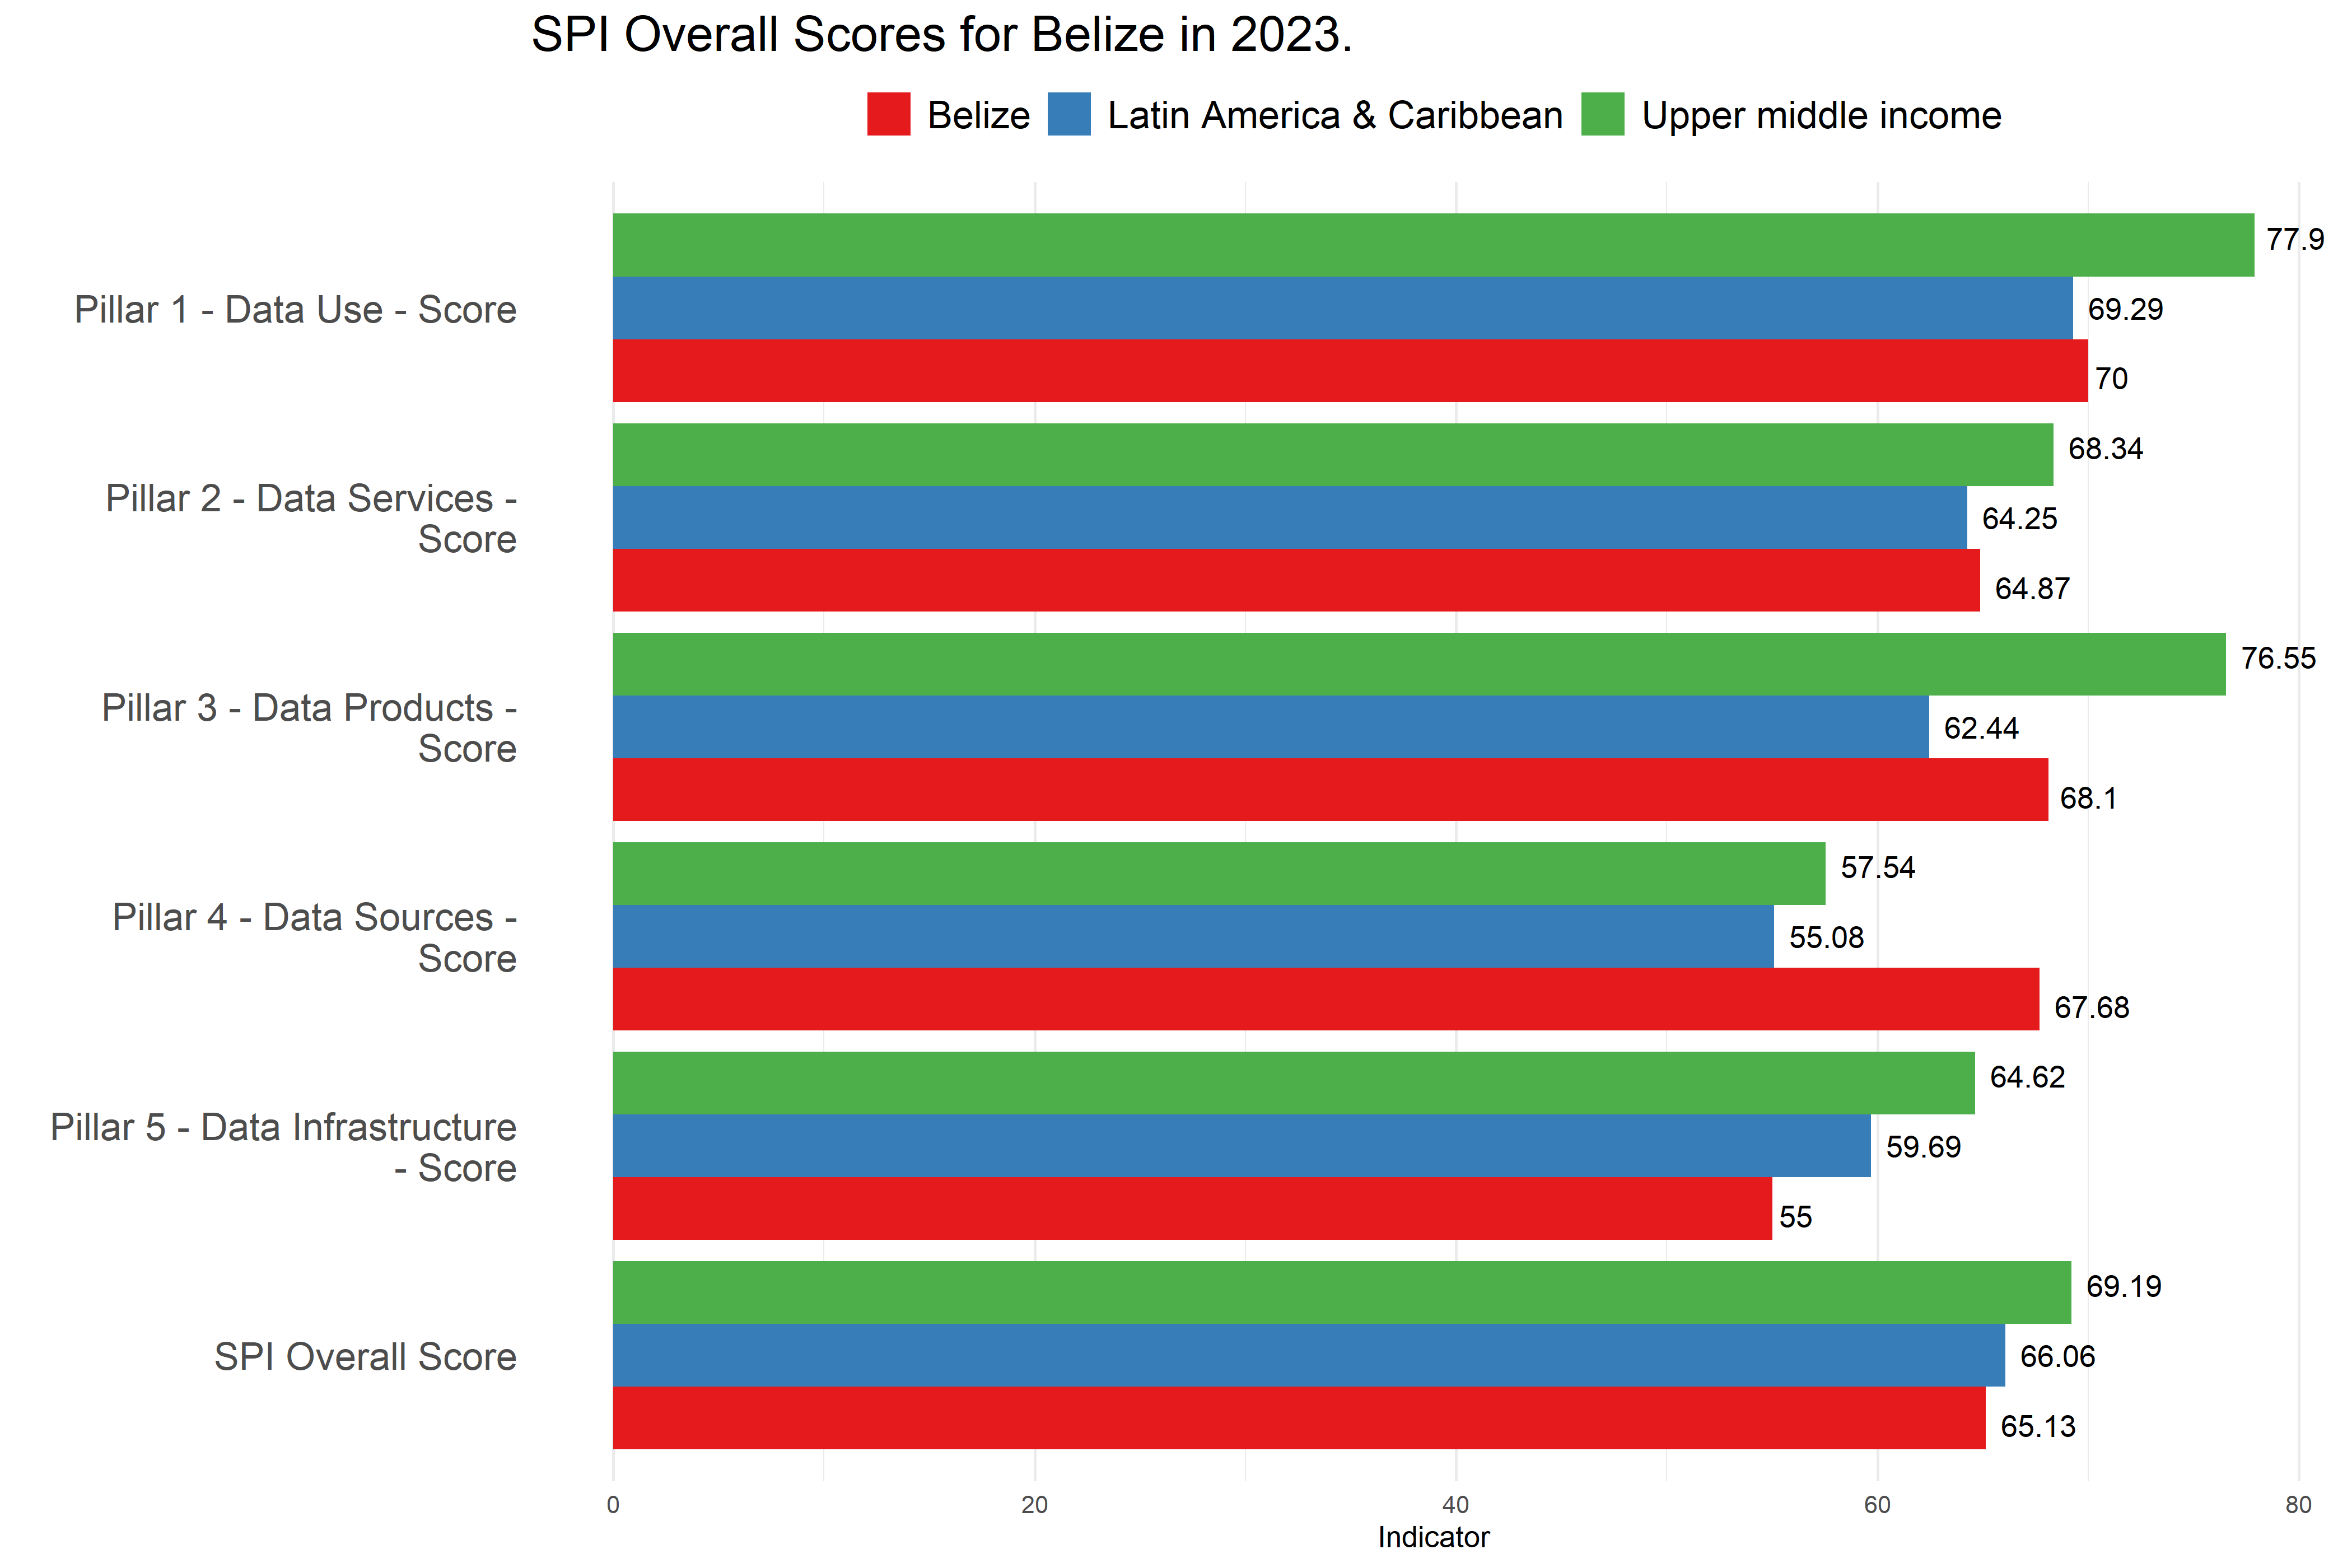 SPI Overall Scores for Belize in 2023.
Belize Latin America & Caribbean Upper middle income
Pillar 1 - Data Use - Score
77.9
69.29
70
Pillar 2 - Data Services -
Score
68.34
64.25
64.87
Pillar 3 - Data Products -
Score
76.55
62.44
68.1
Pillar 4 - Data Sources -
Score
57.54
55.08
67.68
Pillar 5 - Data Infrastructure
- Score
64.62
59.69
55
SPI Overall Score
69.19
66.06
65.13
0 20 40 60 80
Indicator